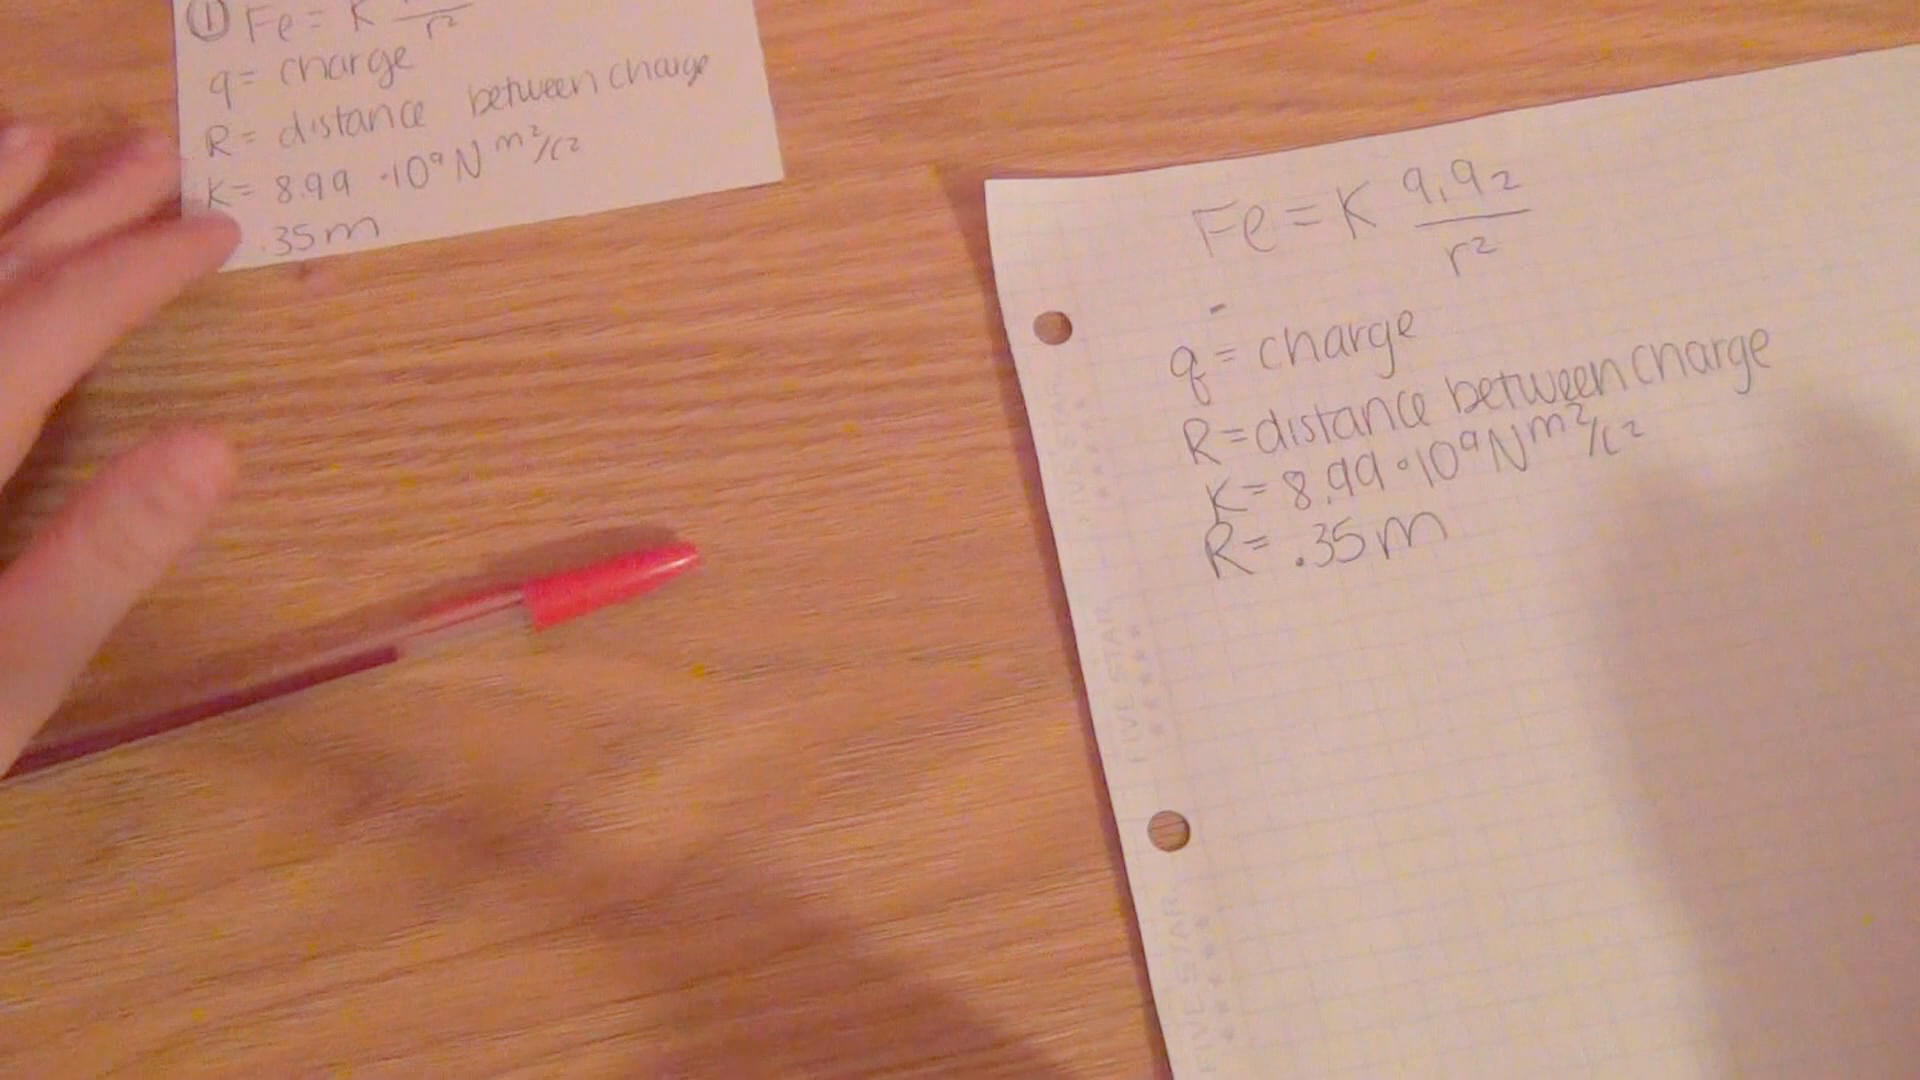 ① Fe = K
r²
q = charge
R = distance between charge
K = 8.99 · 10⁹ N m²/C²
.35m
Fe = K q₁q₂
r²
q = charge
R = distance between charge
K = 8.99 · 10⁹ N m²/C²
R = .35m
FIVE STAR
FIVE STAR
FIVE STAR